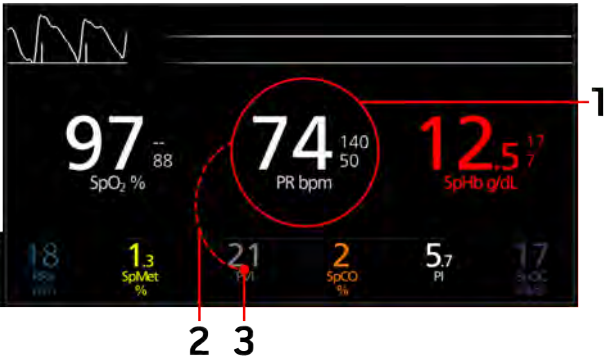 1
97 --
88
SpO₂ %
74 140
50
PR bpm
12.5 17
7
SpHb g/dL
18
1.3
SpMet
%
21
2
SpCO
%
5.7
PI
17
2
3